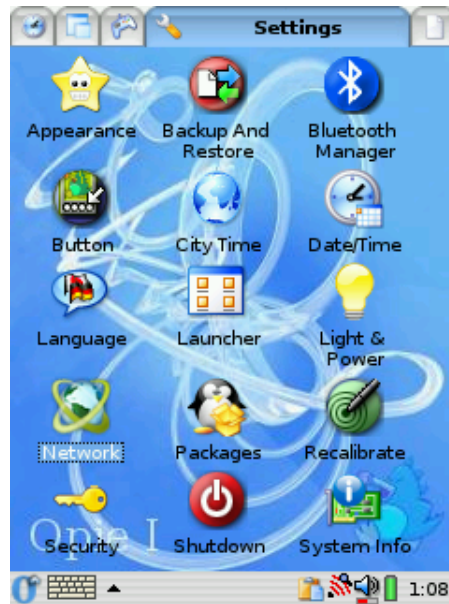 Settings
Appearance
Backup And
Restore
Bluetooth
Manager
Button
City Time
Date/Time
Language
Launcher
Light &
Power
Network
Packages
Recalibrate
Opie I
Security
Shutdown
System Info
1:08